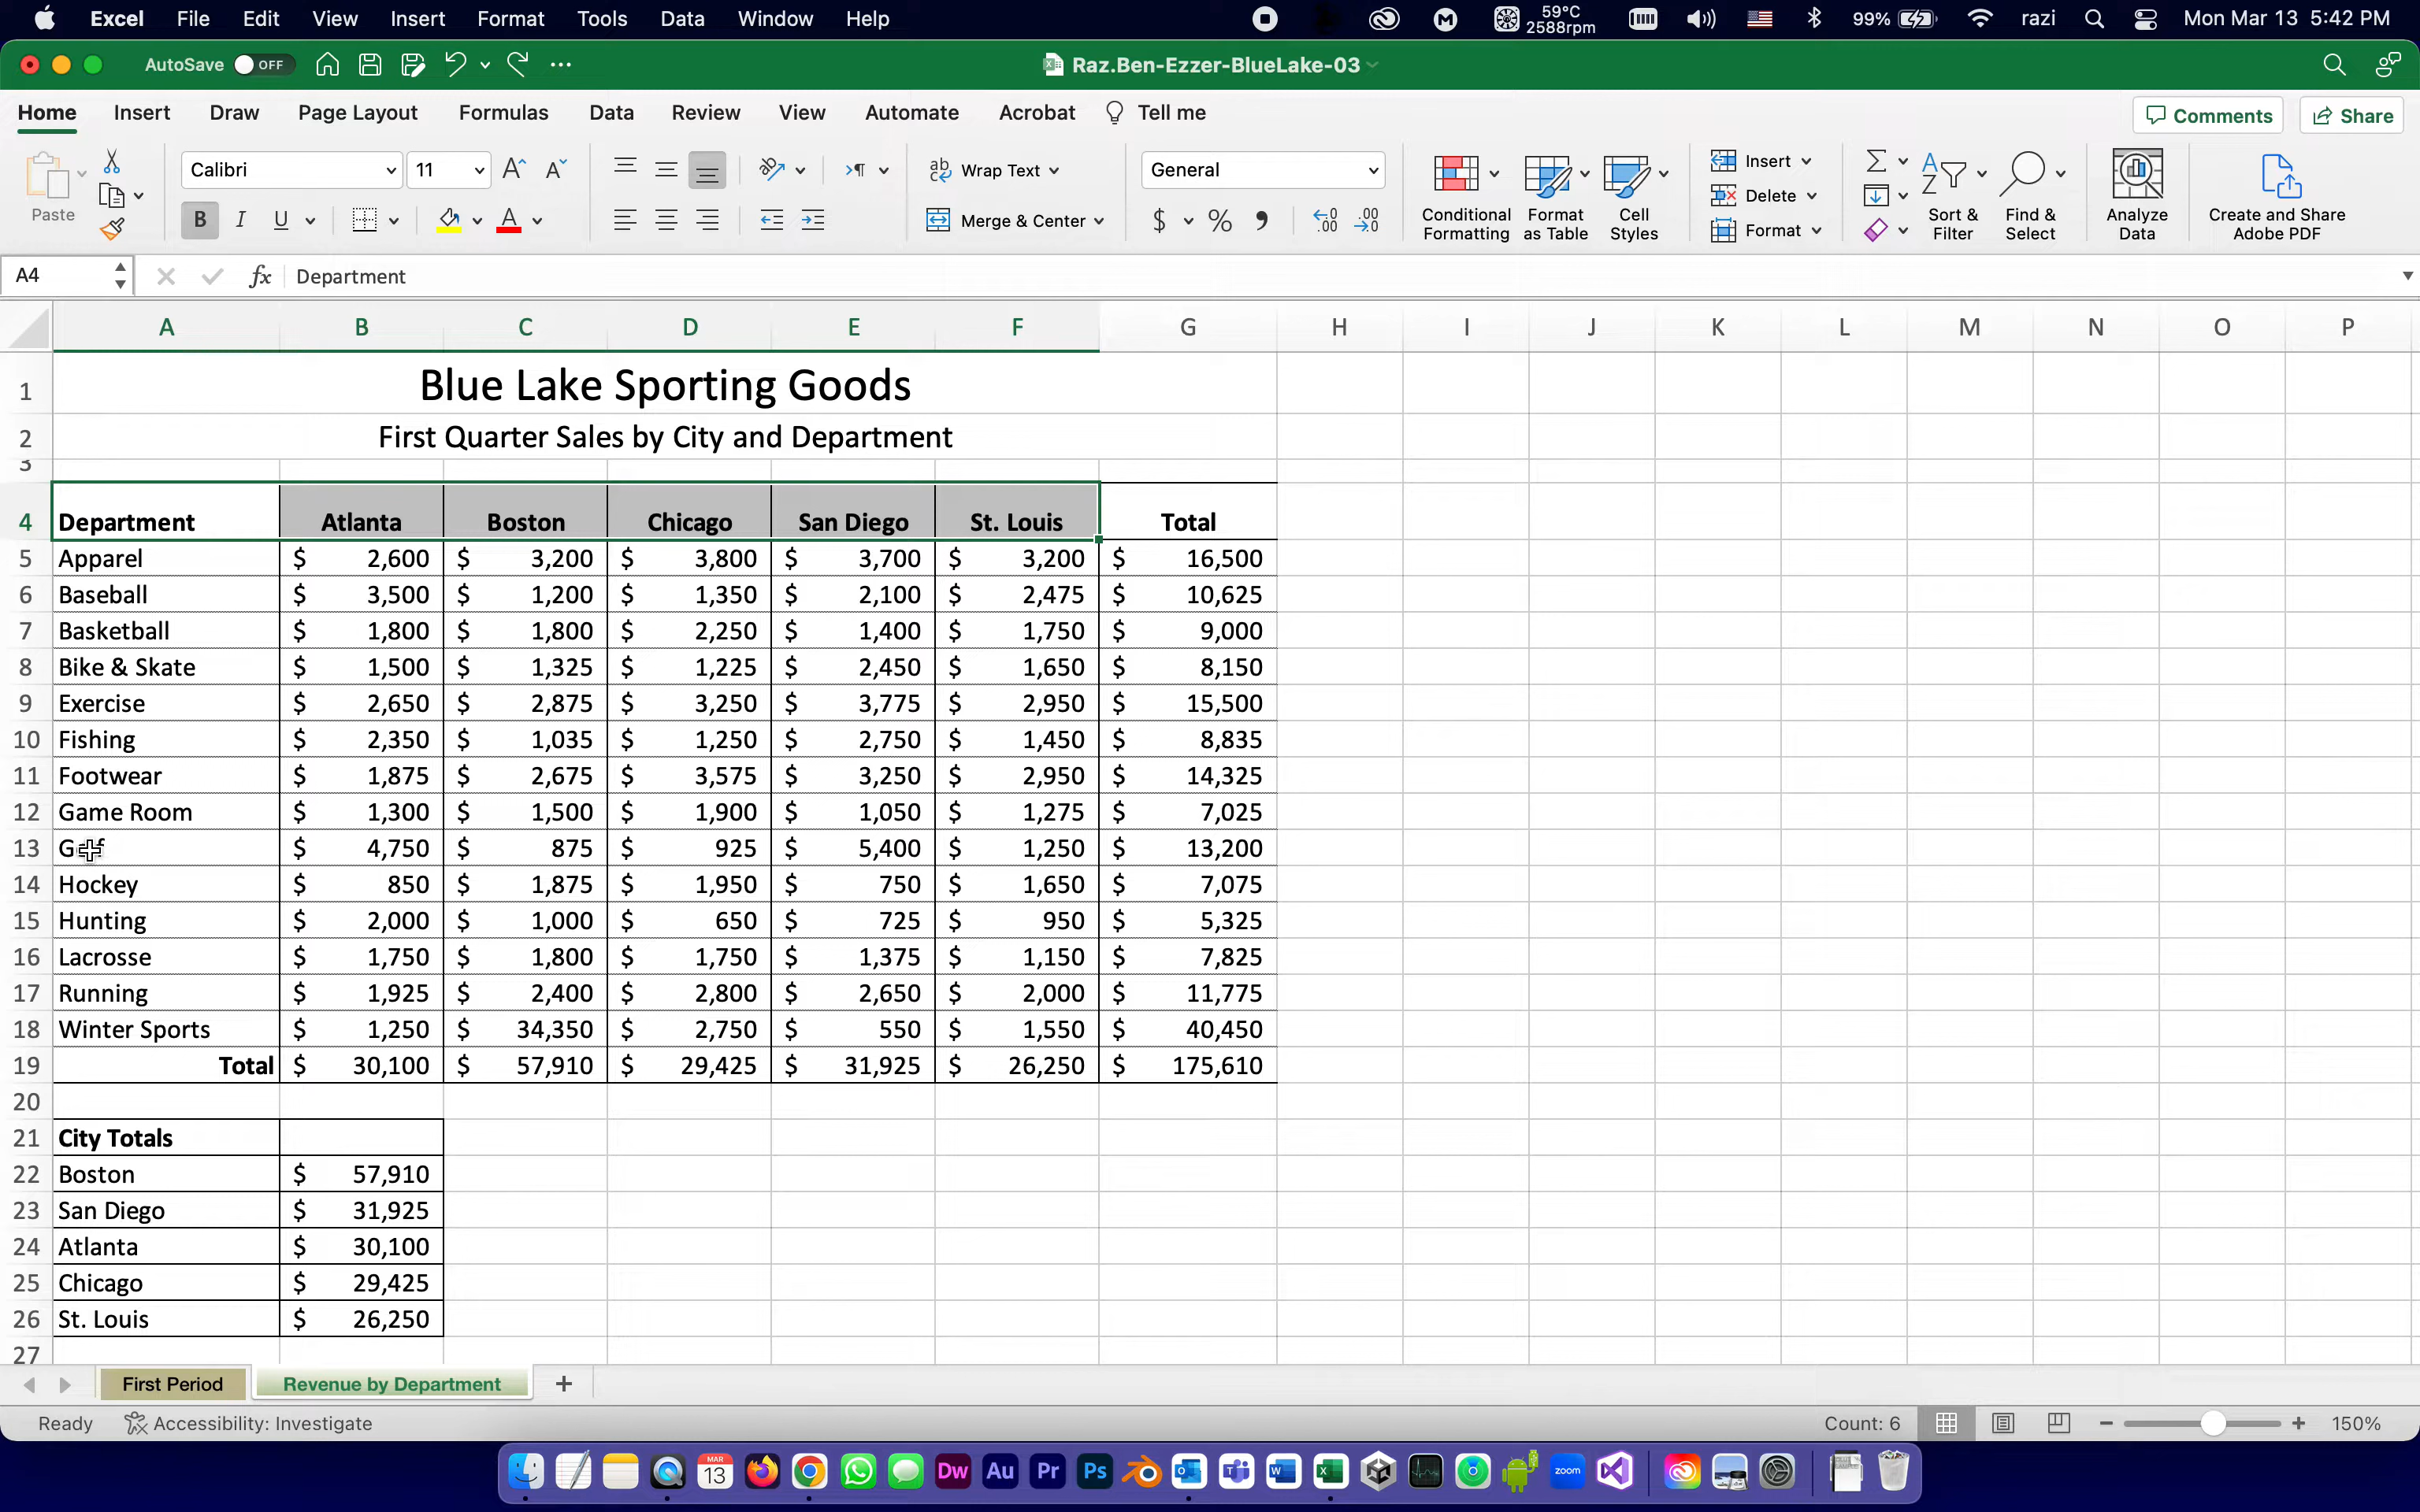 Excel File Edit View Insert Format Tools Data Window Help 59°C 2588rpm 99% razi Mon Mar 13 5:42 PM
AutoSave OFF Raz.Ben-Ezzer-BlueLake-03
Home Insert Draw Page Layout Formulas Data Review View Automate Acrobat Tell me Comments Share
Paste Calibri 11 Wrap Text General Insert
B I U Merge & Center $ % Conditional Formatting Format as Table Cell Styles Delete Format Sort & Filter Find & Select Analyze Data Create and Share Adobe PDF
A4 fx Department
A B C D E F G H I J K L M N O P
1 Blue Lake Sporting Goods
2 First Quarter Sales by City and Department
3
4 Department Atlanta Boston Chicago San Diego St. Louis Total
5 Apparel $ 2,600 $ 3,200 $ 3,800 $ 3,700 $ 3,200 $ 16,500
6 Baseball $ 3,500 $ 1,200 $ 1,350 $ 2,100 $ 2,475 $ 10,625
7 Basketball $ 1,800 $ 1,800 $ 2,250 $ 1,400 $ 1,750 $ 9,000
8 Bike & Skate $ 1,500 $ 1,325 $ 1,225 $ 2,450 $ 1,650 $ 8,150
9 Exercise $ 2,650 $ 2,875 $ 3,250 $ 3,775 $ 2,950 $ 15,500
10 Fishing $ 2,350 $ 1,035 $ 1,250 $ 2,750 $ 1,450 $ 8,835
11 Footwear $ 1,875 $ 2,675 $ 3,575 $ 3,250 $ 2,950 $ 14,325
12 Game Room $ 1,300 $ 1,500 $ 1,900 $ 1,050 $ 1,275 $ 7,025
13 Golf $ 4,750 $ 875 $ 925 $ 5,400 $ 1,250 $ 13,200
14 Hockey $ 850 $ 1,875 $ 1,950 $ 750 $ 1,650 $ 7,075
15 Hunting $ 2,000 $ 1,000 $ 650 $ 725 $ 950 $ 5,325
16 Lacrosse $ 1,750 $ 1,800 $ 1,750 $ 1,375 $ 1,150 $ 7,825
17 Running $ 1,925 $ 2,400 $ 2,800 $ 2,650 $ 2,000 $ 11,775
18 Winter Sports $ 1,250 $ 34,350 $ 2,750 $ 550 $ 1,550 $ 40,450
19 Total $ 30,100 $ 57,910 $ 29,425 $ 31,925 $ 26,250 $ 175,610
20
21 City Totals
22 Boston $ 57,910
23 San Diego $ 31,925
24 Atlanta $ 30,100
25 Chicago $ 29,425
26 St. Louis $ 26,250
27
First Period Revenue by Department +
Ready Accessibility: Investigate Count: 6 150%
MAR 13 Dw Au Pr Ps zoom